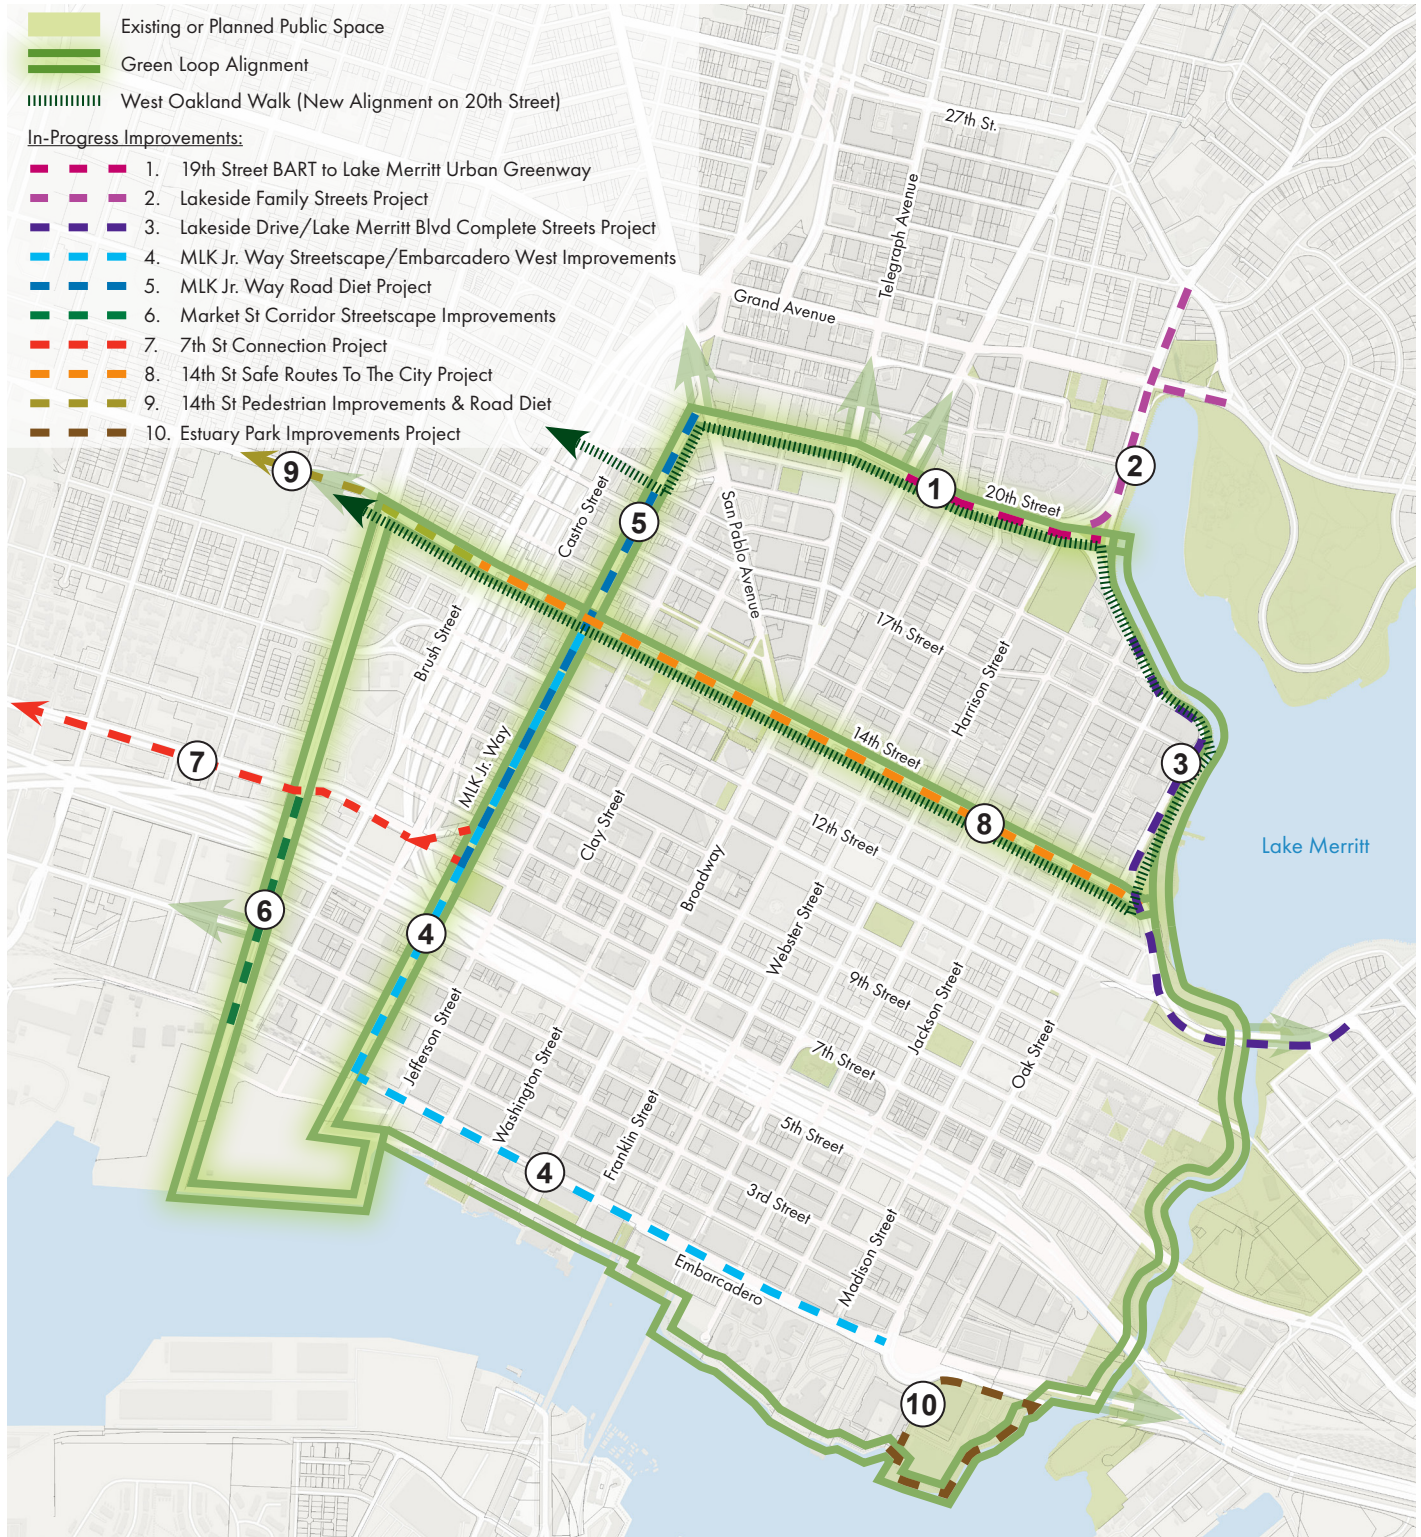 Existing or Planned Public Space
Green Loop Alignment
West Oakland Walk (New Alignment on 20th Street)
In-Progress Improvements:
1. 19th Street BART to Lake Merritt Urban Greenway
2. Lakeside Family Streets Project
3. Lakeside Drive/Lake Merritt Blvd Complete Streets Project
4. MLK Jr. Way Streetscape/Embarcadero West Improvements
5. MLK Jr. Way Road Diet Project
6. Market St Corridor Streetscape Improvements
7. 7th St Connection Project
8. 14th St Safe Routes To The City Project
9. 14th St Pedestrian Improvements & Road Diet
10. Estuary Park Improvements Project
27th St.
Telegraph Avenue
Grand Avenue
9
2
1
20th Street
5
Castro Street
San Pablo Avenue
Brush Street
17th Street
Harrison Street
7
MLK Jr. Way
14th Street
3
Clay Street
12th Street
8
Lake Merritt
Broadway
6
4
Webster Street
9th Street
Jackson Street
Jefferson Street
Washington Street
7th Street
Oak Street
Franklin Street
5th Street
4
3rd Street
Madison Street
Embarcadero
10